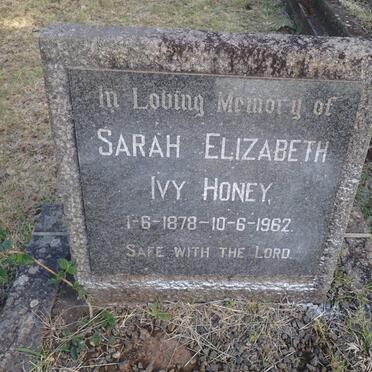 In Loving Memory of
SARAH ELIZABETH
IVY HONEY,
1-6-1878-10-6-1962.
SAFE WITH THE LORD.